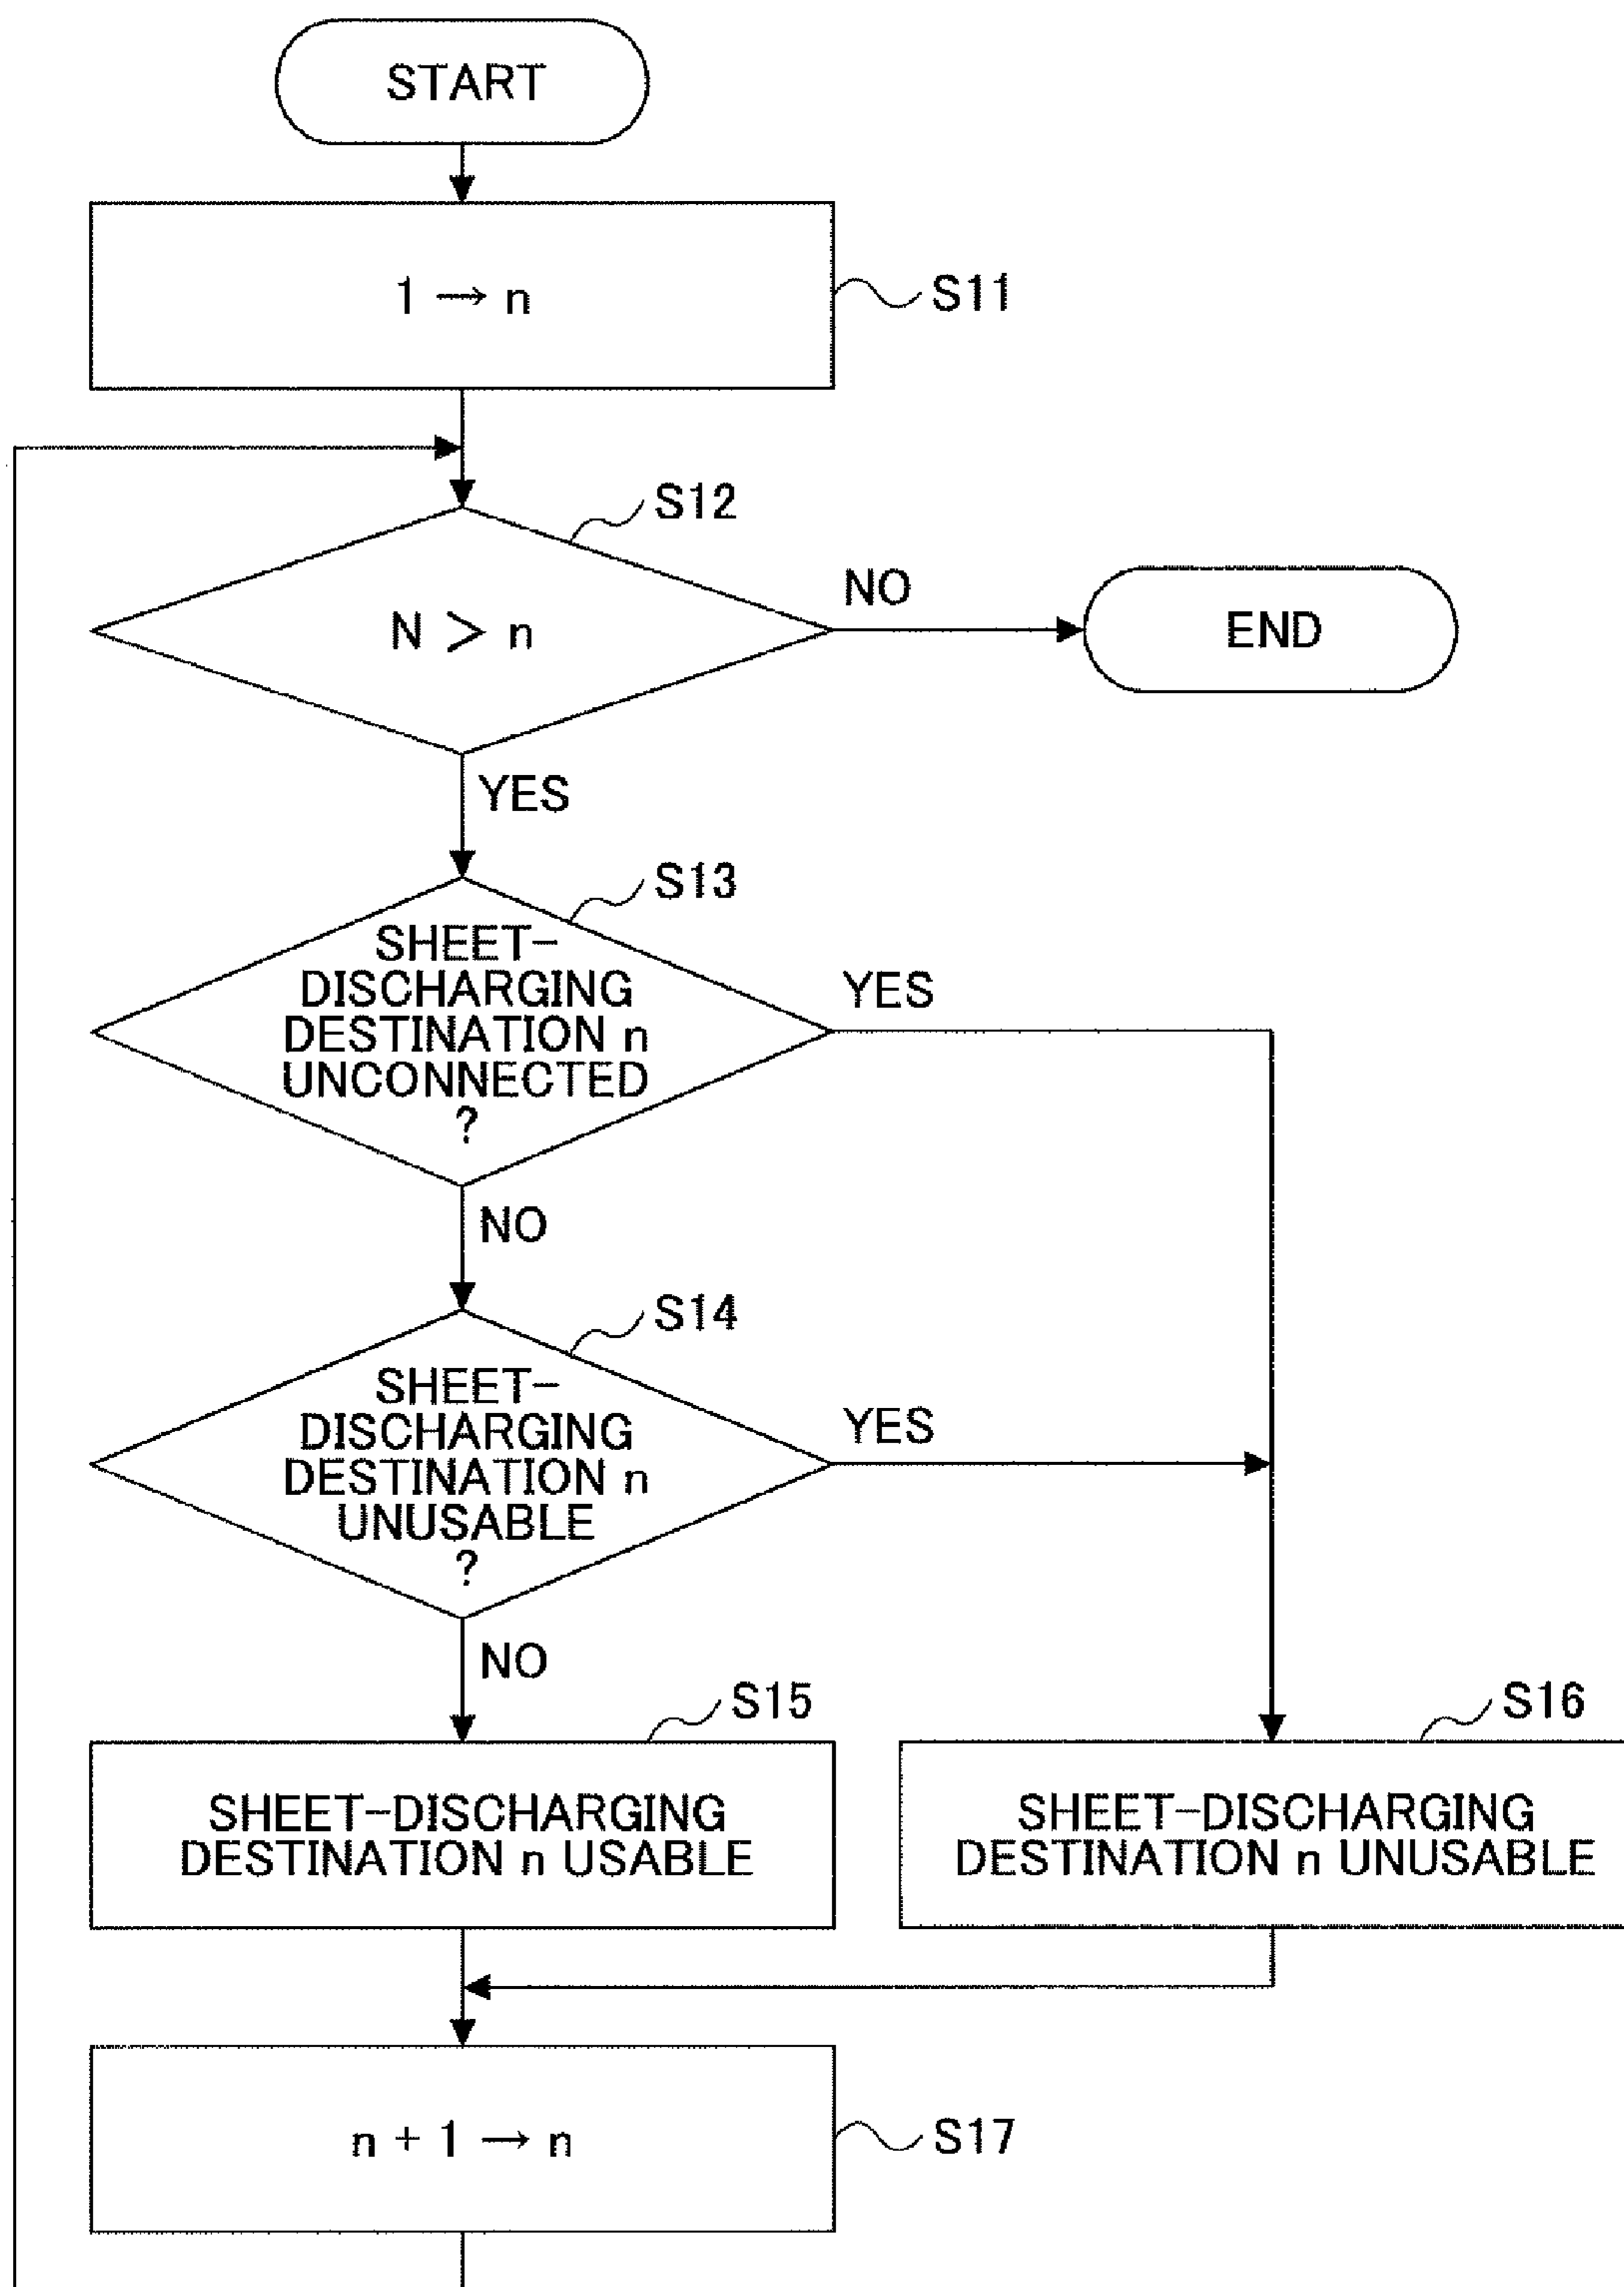 START
1 → n
S11
S12
N > n
NO
END
YES
S13
SHEET-
DISCHARGING
DESTINATION n
UNCONNECTED
?
YES
NO
S14
SHEET-
DISCHARGING
DESTINATION n
UNUSABLE
?
YES
NO
S15
S16
SHEET-DISCHARGING
DESTINATION n USABLE
SHEET-DISCHARGING
DESTINATION n UNUSABLE
n + 1 → n
S17